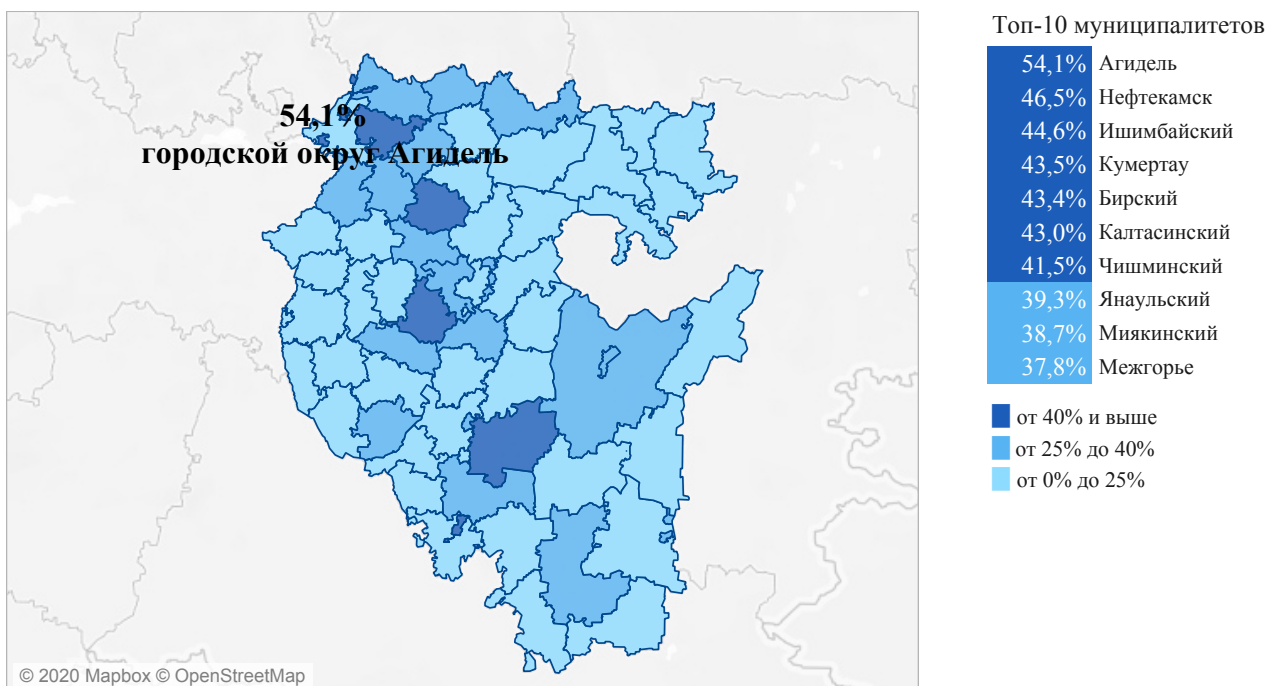 54,1%
городской округ Агидель
© 2020 Mapbox © OpenStreetMap
Топ-10 муниципалитетов
54,1% Агидель
46,5% Нефтекамск
44,6% Ишимбайский
43,5% Кумертау
43,4% Бирский
43,0% Калтасинский
41,5% Чишминский
39,3% Янаульский
38,7% Миякинский
37,8% Межгорье
от 40% и выше
от 25% до 40%
от 0% до 25%